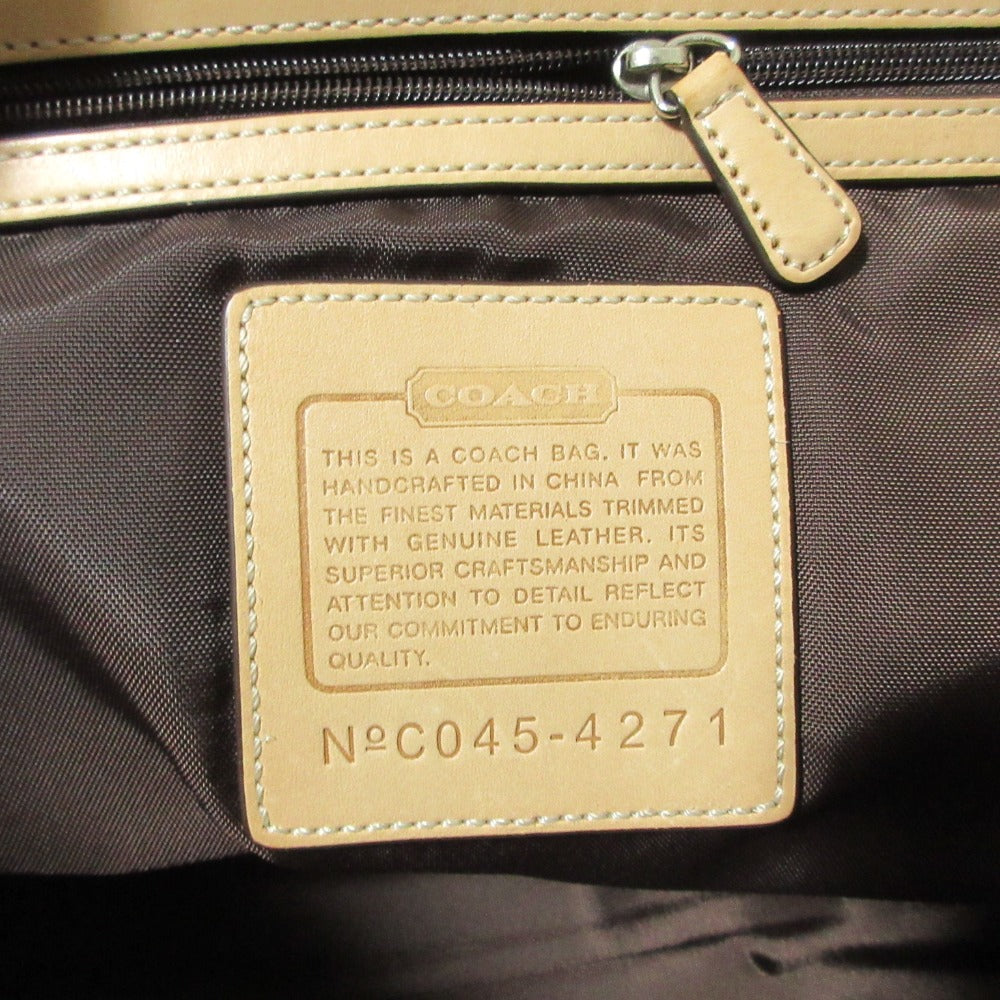 COACH
THIS IS A COACH BAG. IT WAS
HANDCRAFTED IN CHINA FROM
THE FINEST MATERIALS TRIMMED
WITH GENUINE LEATHER. ITS
SUPERIOR CRAFTSMANSHIP AND
ATTENTION TO DETAIL REFLECT
OUR COMMITMENT TO ENDURING
QUALITY.
NºC045-4271